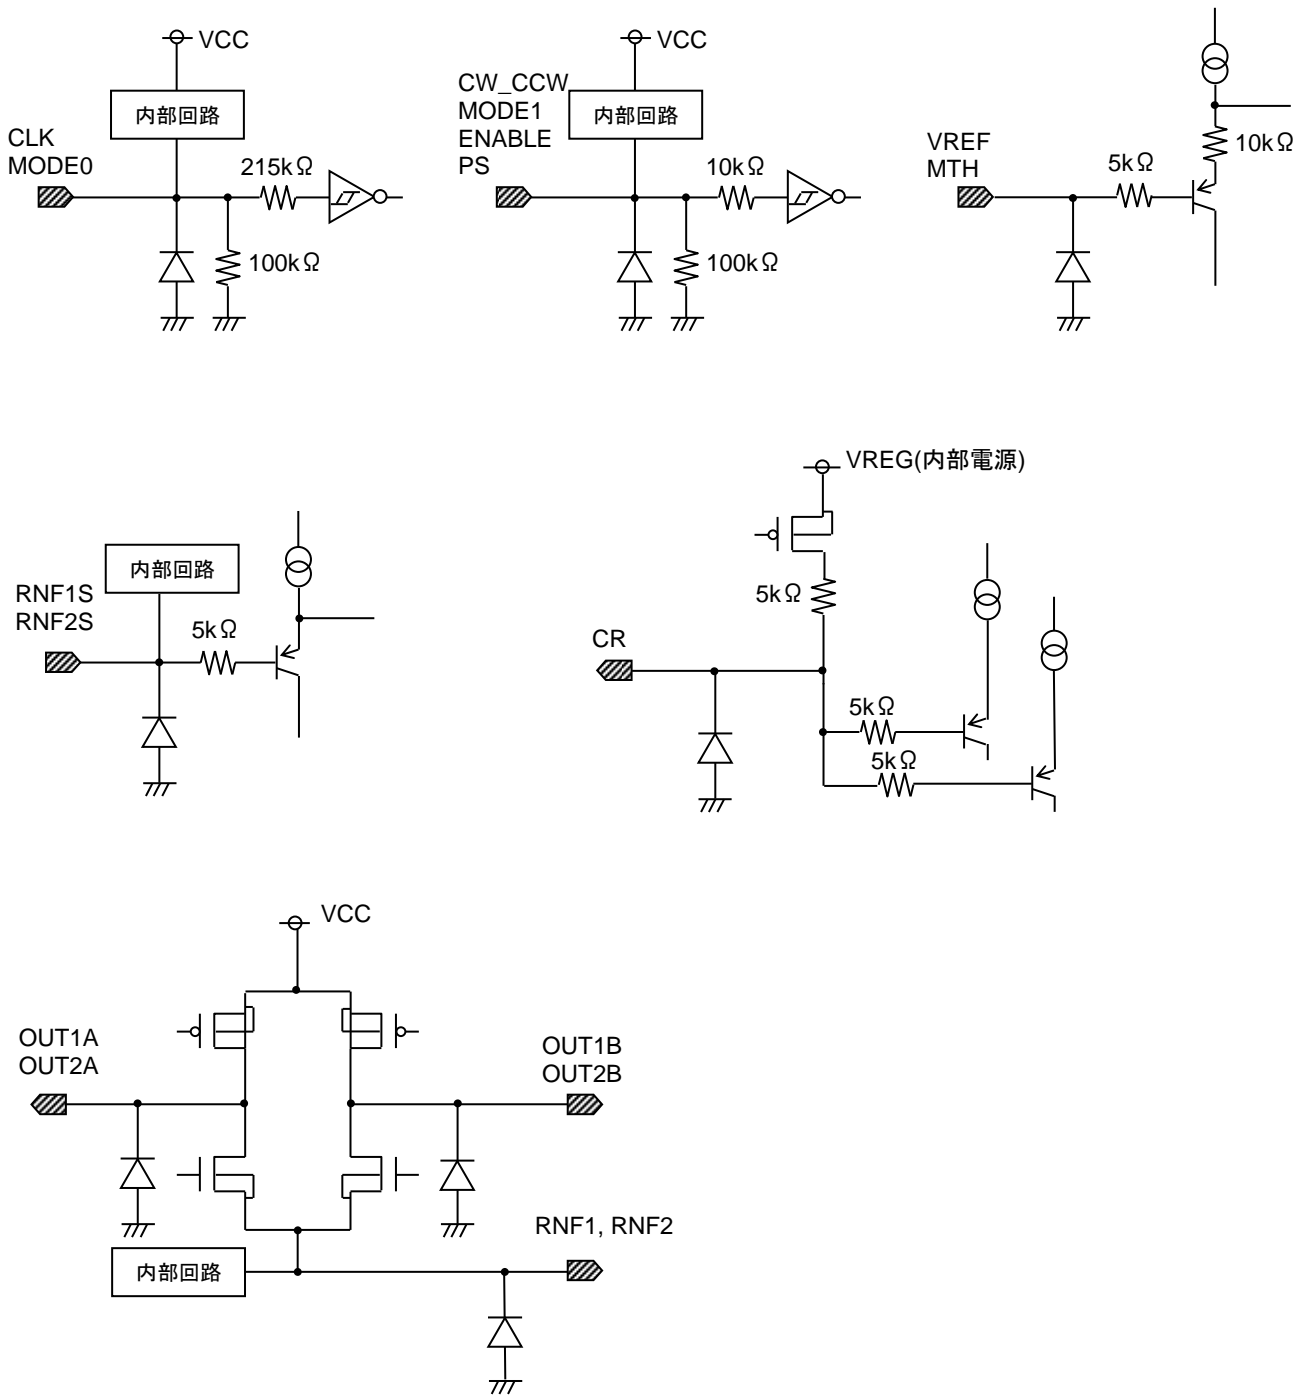 VCC
内部回路
CLK
MODE0
215kΩ
100kΩ
VCC
CW_CCW
MODE1
ENABLE
PS
内部回路
10kΩ
100kΩ
VREF
MTH
5kΩ
10kΩ
内部回路
RNF1S
RNF2S
5kΩ
VREG(内部電源)
5kΩ
CR
5kΩ
5kΩ
VCC
OUT1A
OUT2A
OUT1B
OUT2B
RNF1, RNF2
内部回路